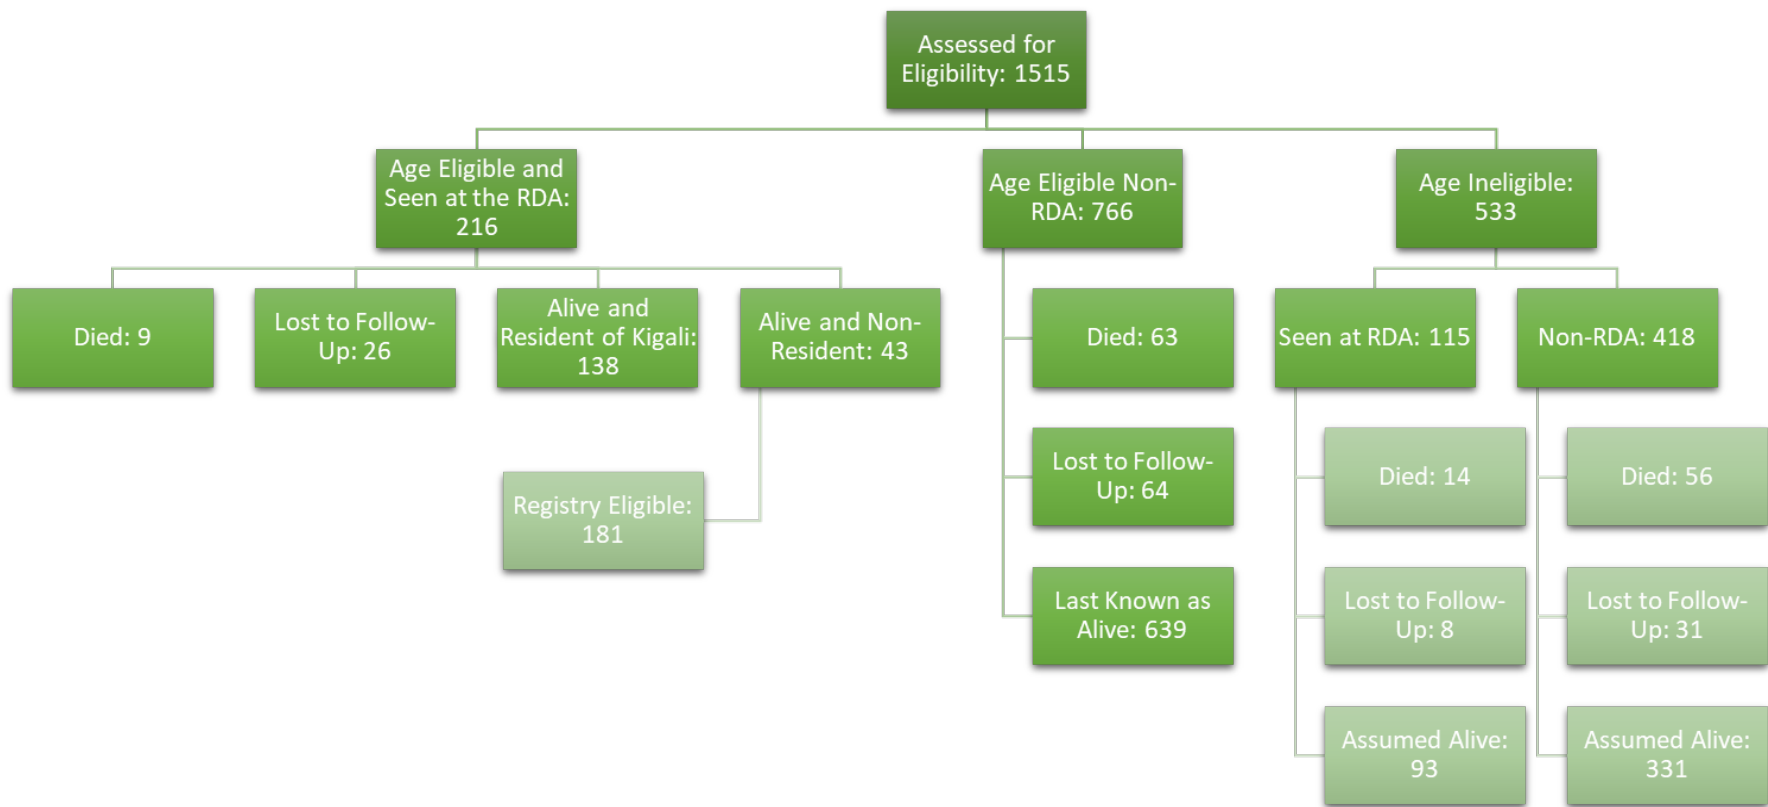 Assessed for
Eligibility: 1515
Age Eligible and
Seen at the RDA:
216
Age Eligible Non-
RDA: 766
Age Ineligible:
533
Died: 9
Lost to Follow-
Up: 26
Alive and
Resident of Kigali:
138
Alive and Non-
Resident: 43
Died: 63
Seen at RDA: 115
Non-RDA: 418
Registry Eligible:
181
Lost to Follow-
Up: 64
Died: 14
Died: 56
Last Known as
Alive: 639
Lost to Follow-
Up: 8
Lost to Follow-
Up: 31
Assumed Alive:
93
Assumed Alive:
331